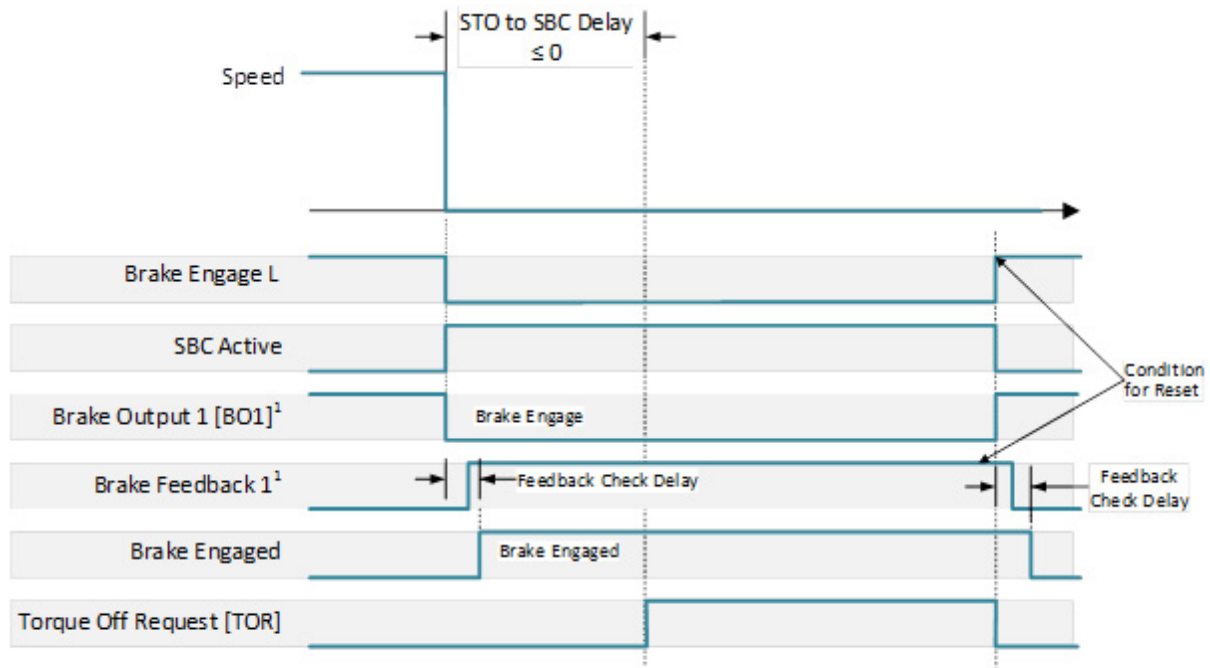 STO to SBC Delay
≤ 0
Speed
Brake Engage L
SBC Active
Condition
for Reset
Brake Output 1 [BO1]1
Brake Engage
Brake Feedback 11
Feedback Check Delay
Feedback
Check Delay
Brake Engaged
Brake Engaged
Torque Off Request [TOR]